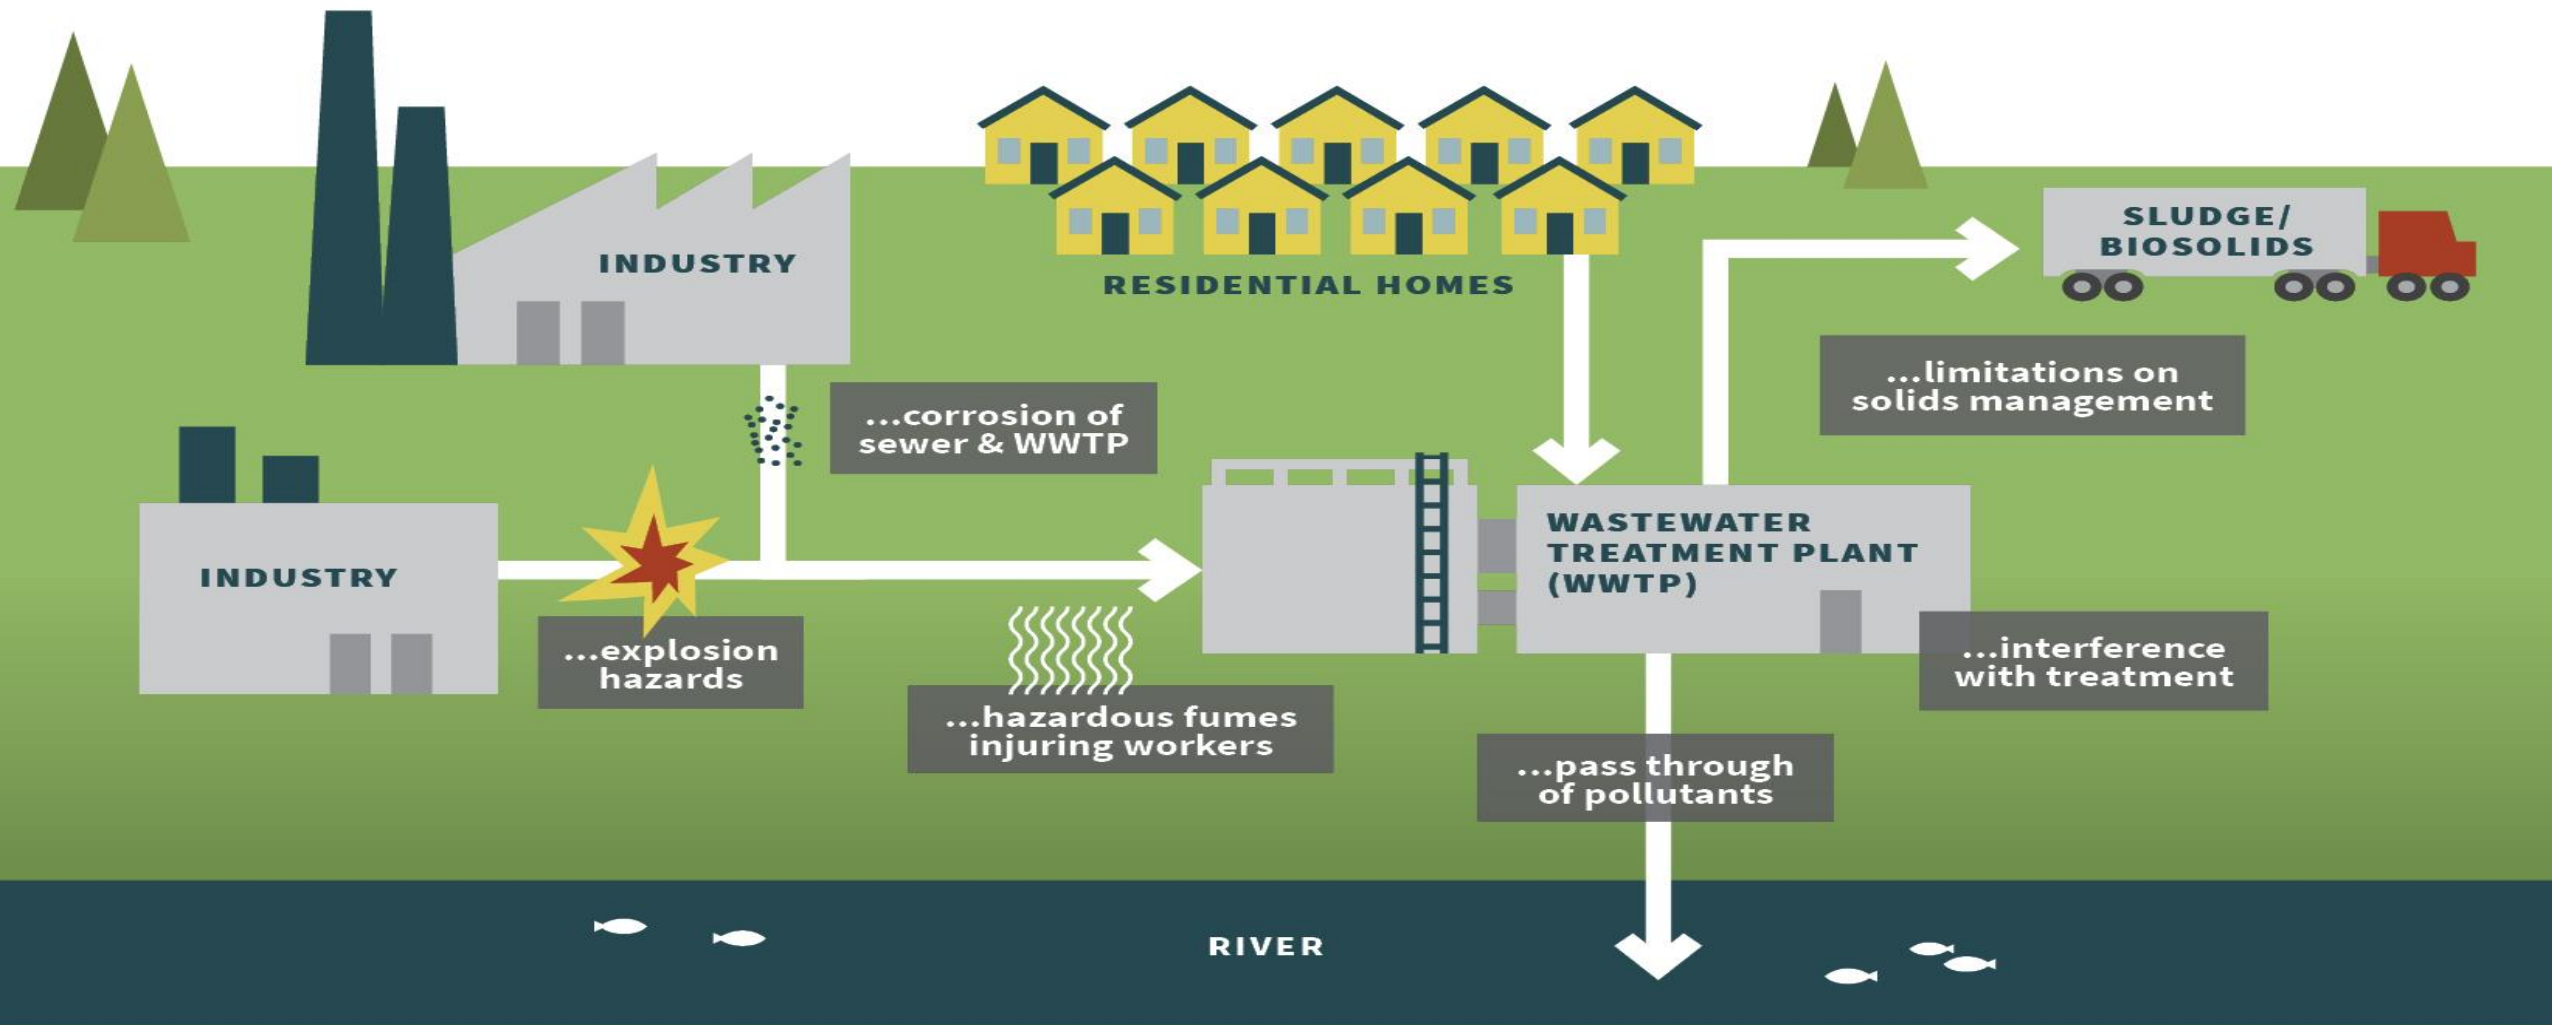 SLUDGE/
BIOSOLIDS
INDUSTRY
RESIDENTIAL HOMES
...limitations on
solids management
...corrosion of
sewer & WWTP
WASTEWATER
TREATMENT PLANT
(WWTP)
INDUSTRY
...explosion
hazards
...interference
with treatment
...hazardous fumes
injuring workers
...pass through
of pollutants
RIVER